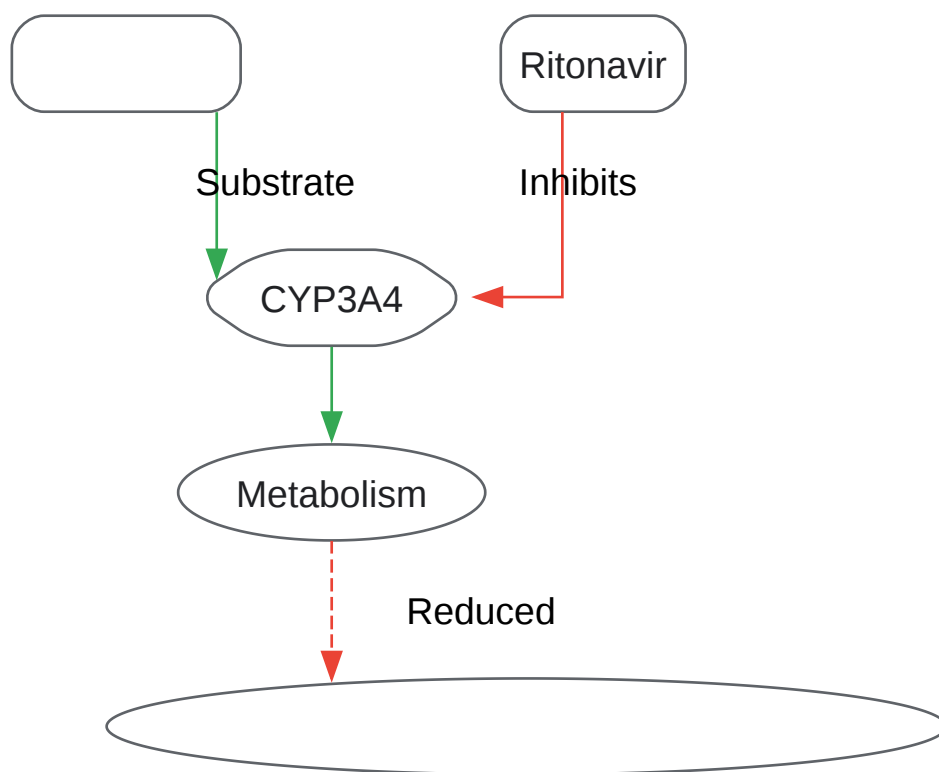 Ritonavir
Substrate
Inhibits
CYP3A4
Metabolism
Reduced